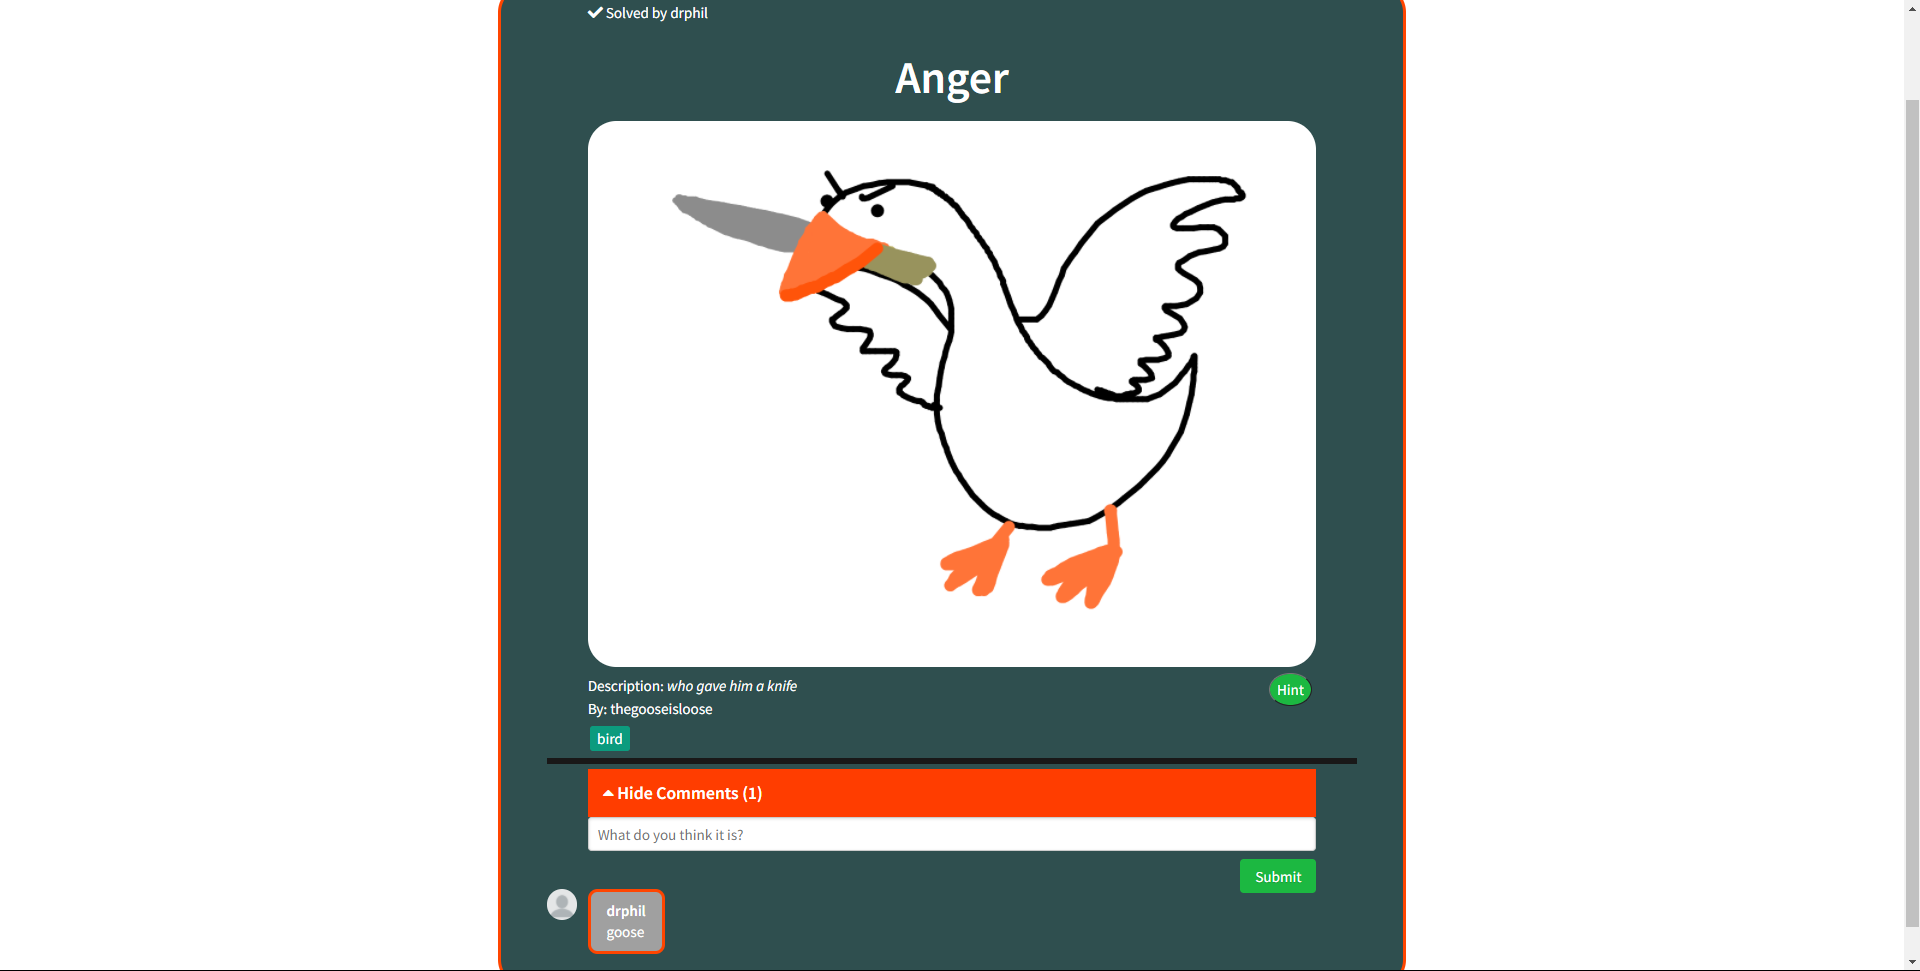 Solved by drphil
Anger
Description: who gave him a knife
Hint
By: thegooseisloose
bird
Hide Comments (1)
What do you think it is?
Submit
drphil
goose